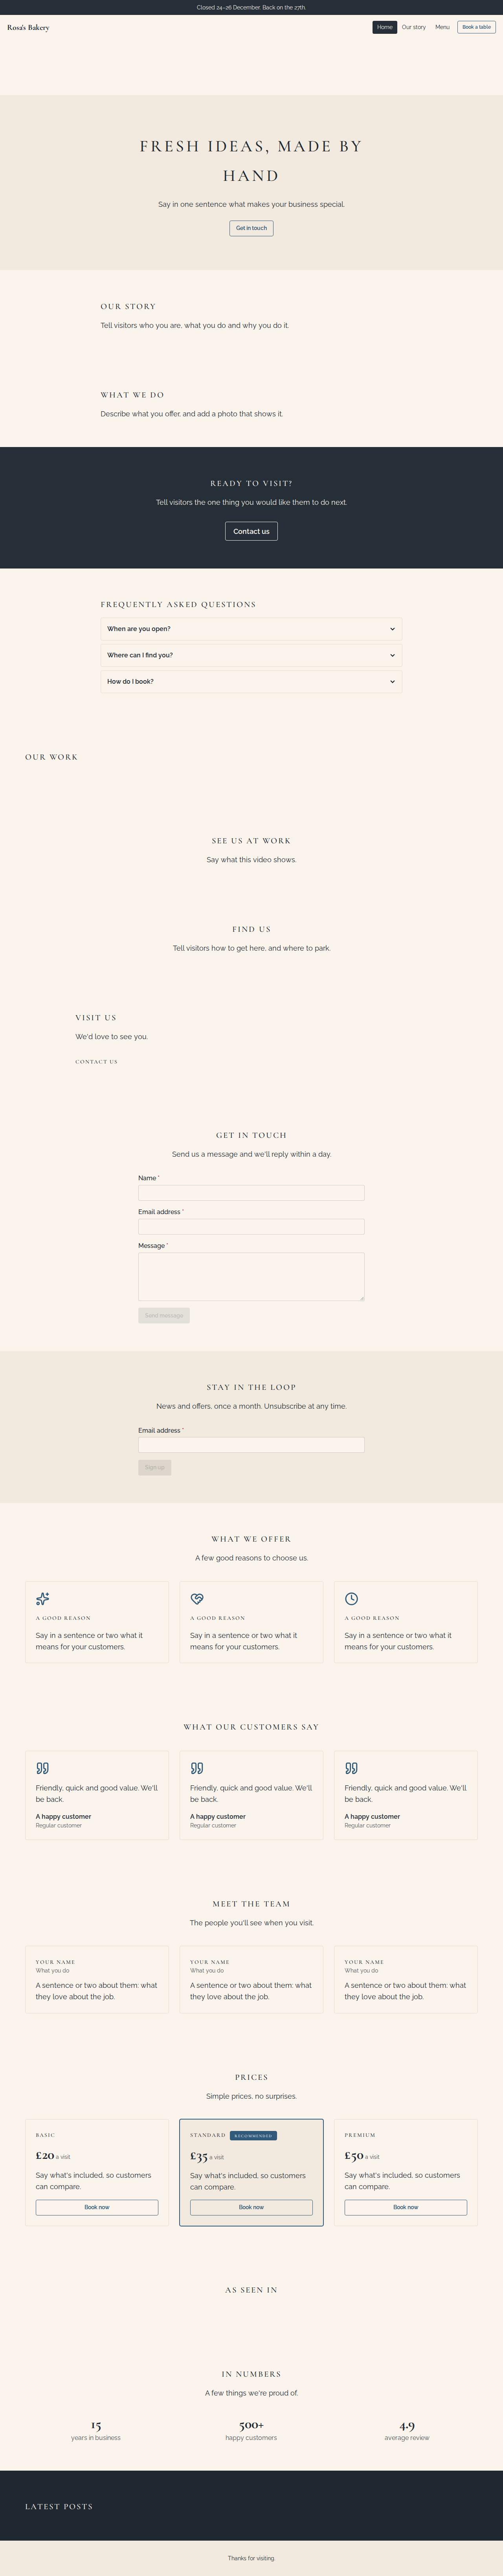 Closed 24–26 December. Back on the 27th.
Rosa's Bakery
Home Our story Menu Book a table
FRESH IDEAS, MADE BY
HAND
Say in one sentence what makes your business special.
Get in touch
OUR STORY
Tell visitors who you are, what you do and why you do it.
WHAT WE DO
Describe what you offer, and add a photo that shows it.
READY TO VISIT?
Tell visitors the one thing you would like them to do next.
Contact us
FREQUENTLY ASKED QUESTIONS
When are you open?
Where can I find you?
How do I book?
OUR WORK
SEE US AT WORK
Say what this video shows.
FIND US
Tell visitors how to get here, and where to park.
VISIT US
We'd love to see you.
CONTACT US
GET IN TOUCH
Send us a message and we'll reply within a day.
Name *
Email address *
Message *
Send message
STAY IN THE LOOP
News and offers, once a month. Unsubscribe at any time.
Email address *
Sign up
WHAT WE OFFER
A few good reasons to choose us.
A GOOD REASON
Say in a sentence or two what it
means for your customers.
A GOOD REASON
Say in a sentence or two what it
means for your customers.
A GOOD REASON
Say in a sentence or two what it
means for your customers.
WHAT OUR CUSTOMERS SAY
Friendly, quick and good value. We'll
be back.
A happy customer
Regular customer
Friendly, quick and good value. We'll
be back.
A happy customer
Regular customer
Friendly, quick and good value. We'll
be back.
A happy customer
Regular customer
MEET THE TEAM
The people you'll see when you visit.
YOUR NAME
What you do
A sentence or two about them: what
they love about the job.
YOUR NAME
What you do
A sentence or two about them: what
they love about the job.
YOUR NAME
What you do
A sentence or two about them: what
they love about the job.
PRICES
Simple prices, no surprises.
BASIC
£20 a visit
Say what's included, so customers
can compare.
Book now
STANDARD RECOMMENDED
£35 a visit
Say what's included, so customers
can compare.
Book now
PREMIUM
£50 a visit
Say what's included, so customers
can compare.
Book now
AS SEEN IN
IN NUMBERS
A few things we're proud of.
15
years in business
500+
happy customers
4.9
average review
LATEST POSTS
Thanks for visiting.